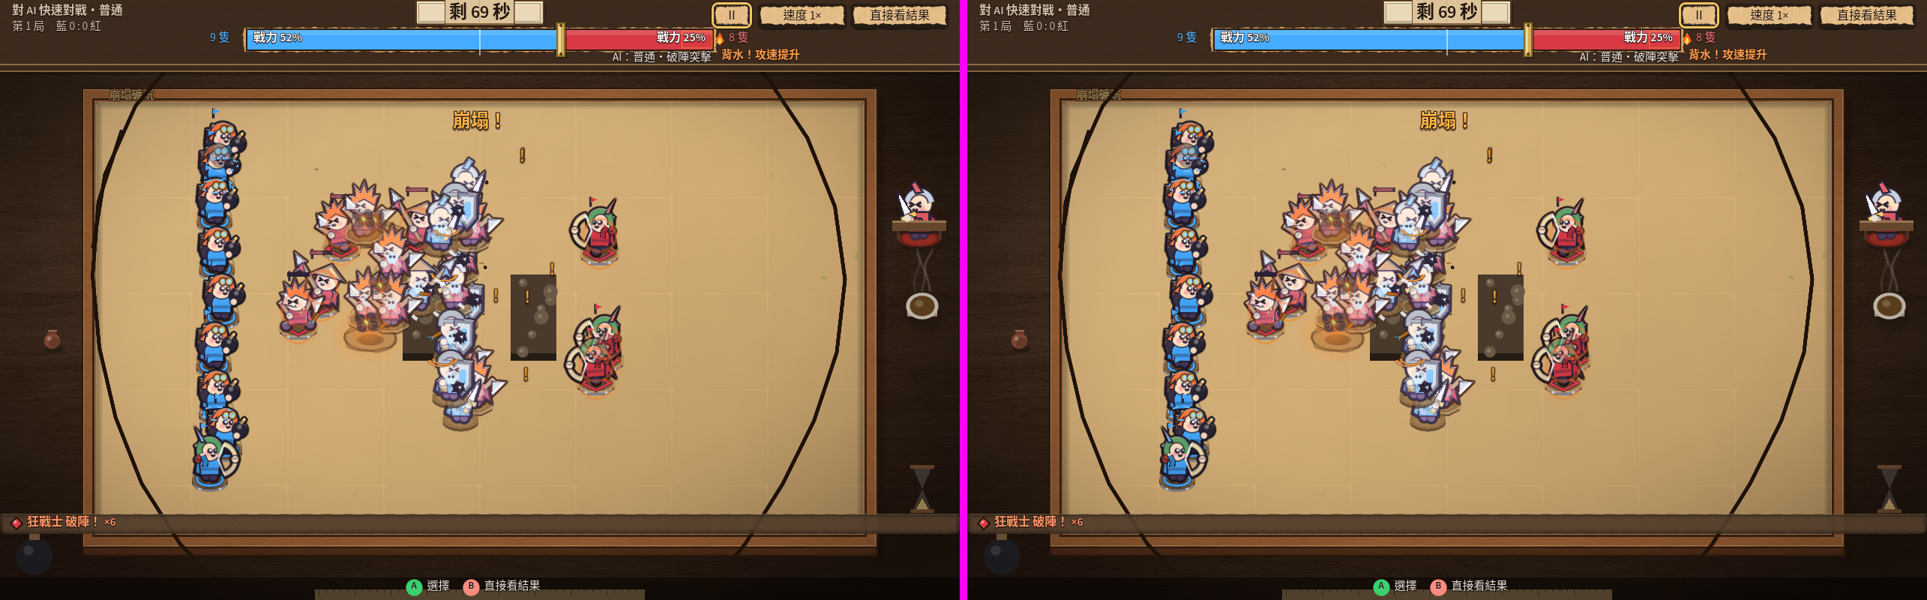 對 AI 快速對戰・普通
第 1 局 藍 0 : 0 紅
剩 69 秒
II
速度 1×
直接看結果
9 隻
戰力 52%
戰力 25%
8 隻
AI：普通・破陣突擊
背水！攻速提升
崩塌！
!
!
!
!
!
狂戰士 破陣！ ×6
A 選擇
B 直接看結果
對 AI 快速對戰・普通
第 1 局 藍 0 : 0 紅
剩 69 秒
II
速度 1×
直接看結果
9 隻
戰力 52%
戰力 25%
8 隻
AI：普通・破陣突擊
背水！攻速提升
崩塌！
!
!
!
!
!
狂戰士 破陣！ ×6
A 選擇
B 直接看結果